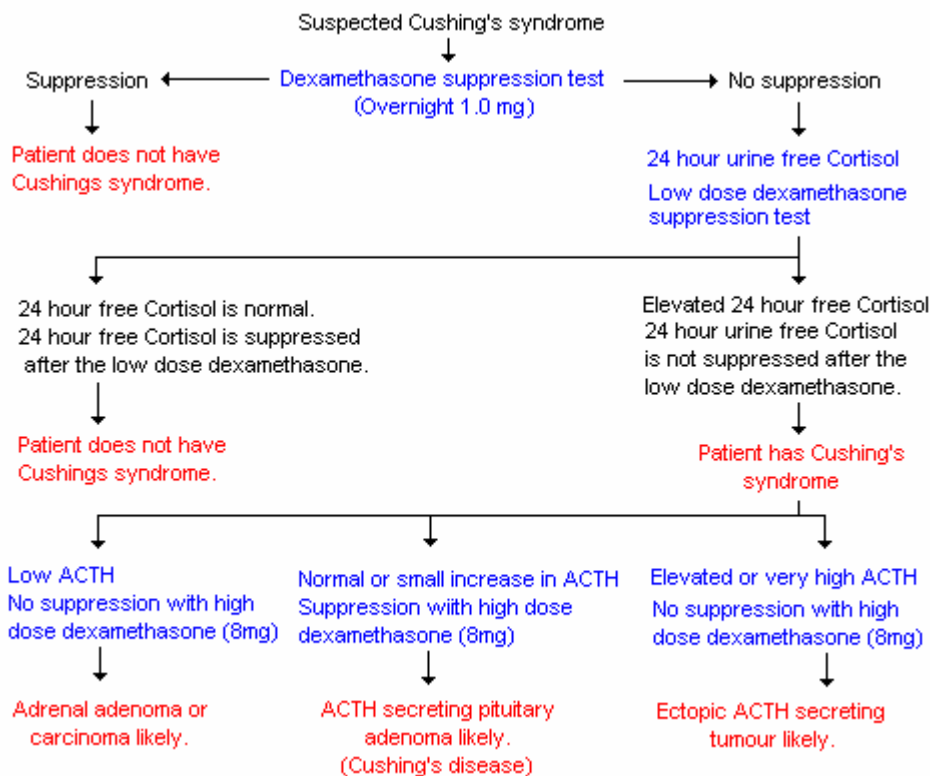 Suspected Cushing's syndrome
Suppression
Dexamethasone suppression test
(Overnight 1.0 mg)
No suppression
Patient does not have
Cushings syndrome.
24 hour urine free Cortisol
Low dose dexamethasone
suppression test
24 hour free Cortisol is normal.
24 hour free Cortisol is suppressed
after the low dose dexamethasone.
Elevated 24 hour free Cortisol
24 hour urine free Cortisol
is not suppressed after the
low dose dexamethasone.
Patient does not have
Cushings syndrome.
Patient has Cushing's
syndrome
Low ACTH
No suppression with high
dose dexamethasone (8mg)
Normal or small increase in ACTH
Suppression wiith high dose
dexamethasone (8mg)
Elevated or very high ACTH
No suppression with high
dose dexamethasone (8mg)
Adrenal adenoma or
carcinoma likely.
ACTH secreting pituitary
adenoma likely.
(Cushing's disease)
Ectopic ACTH secreting
tumour likely.